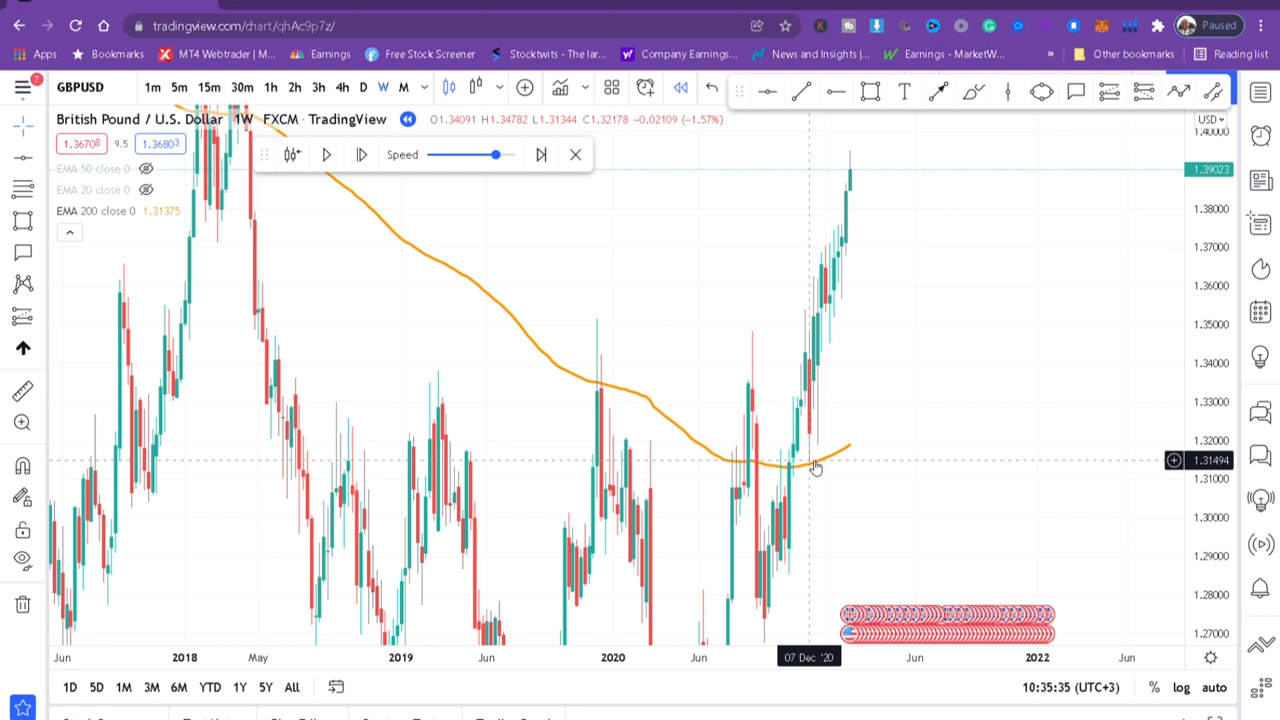 tradingview.com/chart/qhAc9p7z/
Paused
Apps
Bookmarks
MT4 Webtrader | M...
Earnings
Free Stock Screener
Stocktwits - The lar...
Company Earnings...
News and Insights |...
Earnings - MarketW...
»
Other bookmarks
Reading list
7
GBPUSD
1m 5m 15m 30m 1h 2h 3h 4h D W M
British Pound / U.S. Dollar 1W FXCM TradingView
O1.34091 H1.34782 L1.31344 C1.32178 -0.02109 (-1.57%)
USD
1.36708 9.5 1.36803
Speed
EMA 50 close 0
EMA 20 close 0
EMA 200 close 0 1.31375
1.40000
1.39023
1.38000
1.37000
1.36000
1.35000
1.34000
1.33000
1.32000
1.31494
1.31000
1.30000
1.29000
1.28000
1.27000
Jun 2018 May 2019 Jun 2020 Jun 07 Dec '20 Jun 2022 Jun
1D 5D 1M 3M 6M YTD 1Y 5Y All
10:35:35 (UTC+3) % log auto